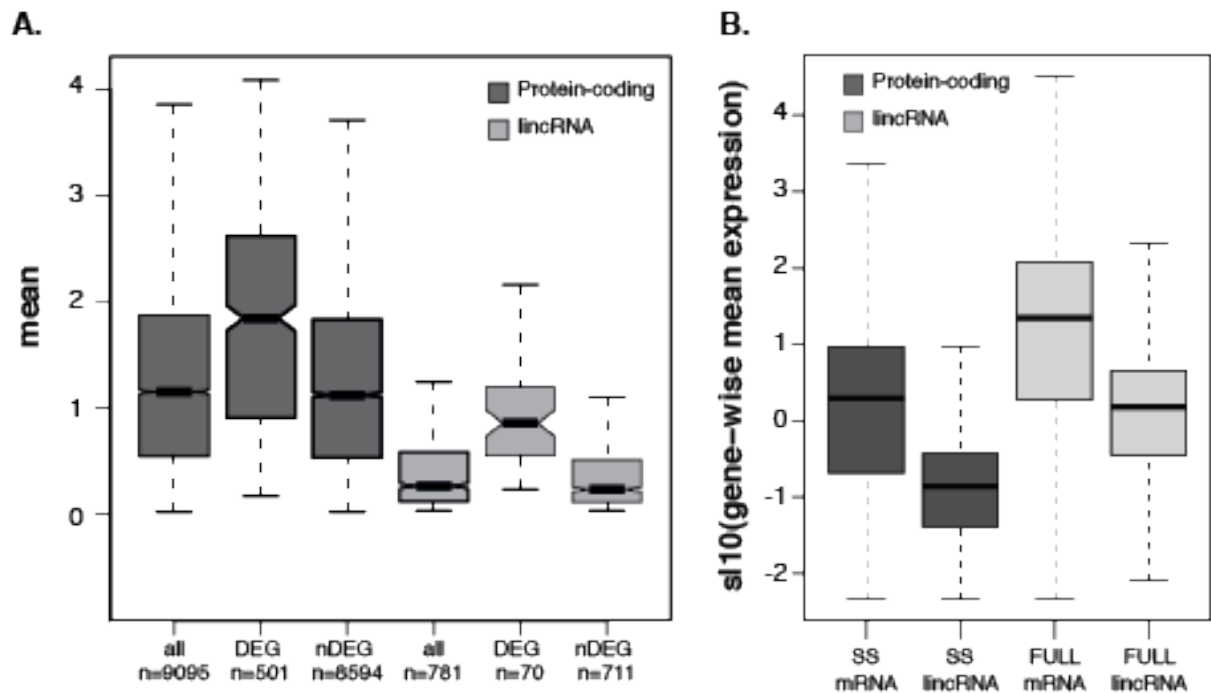 A.
mean
4
3
2
1
0
Protein-coding
lincRNA
all DEG nDEG all DEG nDEG
n=9095 n=501 n=8594 n=781 n=70 n=711
B.
sl10(gene-wise mean expression)
4
3
2
1
0
-1
-2
Protein-coding
lincRNA
SS SS FULL FULL
mRNA lincRNA mRNA lincRNA